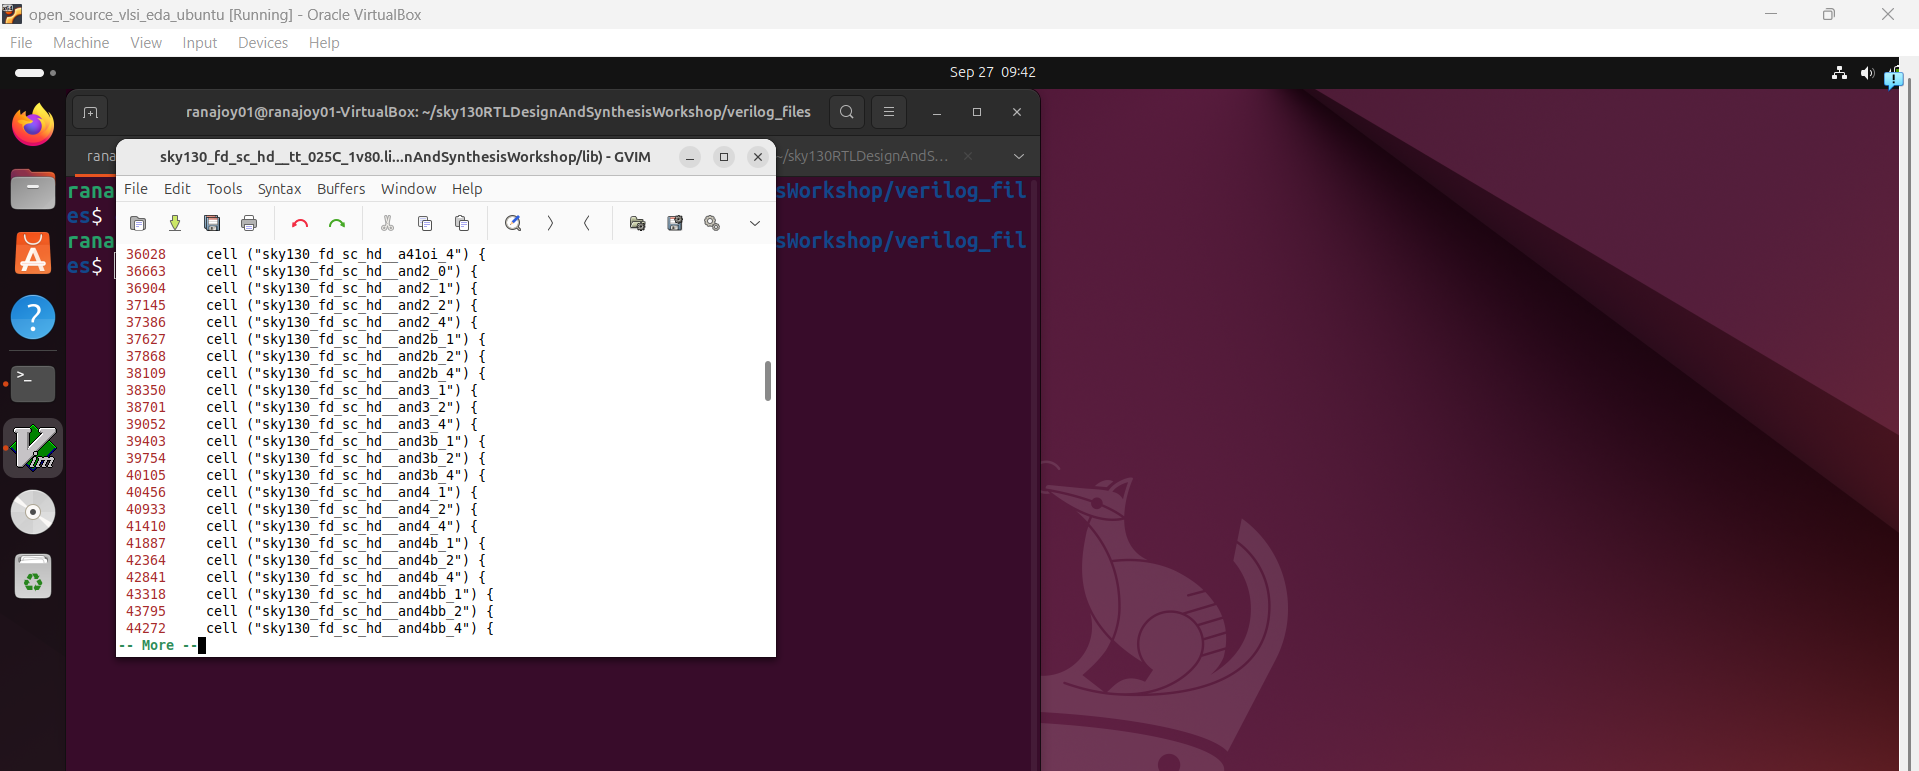 open_source_vlsi_eda_ubuntu [Running] - Oracle VirtualBox
File Machine View Input Devices Help
Sep 27 09:42
ranajoy01@ranajoy01-VirtualBox: ~/sky130RTLDesignAndSynthesisWorkshop/verilog_files
rana
~/sky130RTLDesignAndS...
rana
sWorkshop/verilog_fil
es$
rana
sWorkshop/verilog_fil
es$
sky130_fd_sc_hd__tt_025C_1v80.li...nAndSynthesisWorkshop/lib) - GVIM
File Edit Tools Syntax Buffers Window Help
36028 cell ("sky130_fd_sc_hd__a41oi_4") {
36663 cell ("sky130_fd_sc_hd__and2_0") {
36904 cell ("sky130_fd_sc_hd__and2_1") {
37145 cell ("sky130_fd_sc_hd__and2_2") {
37386 cell ("sky130_fd_sc_hd__and2_4") {
37627 cell ("sky130_fd_sc_hd__and2b_1") {
37868 cell ("sky130_fd_sc_hd__and2b_2") {
38109 cell ("sky130_fd_sc_hd__and2b_4") {
38350 cell ("sky130_fd_sc_hd__and3_1") {
38701 cell ("sky130_fd_sc_hd__and3_2") {
39052 cell ("sky130_fd_sc_hd__and3_4") {
39403 cell ("sky130_fd_sc_hd__and3b_1") {
39754 cell ("sky130_fd_sc_hd__and3b_2") {
40105 cell ("sky130_fd_sc_hd__and3b_4") {
40456 cell ("sky130_fd_sc_hd__and4_1") {
40933 cell ("sky130_fd_sc_hd__and4_2") {
41410 cell ("sky130_fd_sc_hd__and4_4") {
41887 cell ("sky130_fd_sc_hd__and4b_1") {
42364 cell ("sky130_fd_sc_hd__and4b_2") {
42841 cell ("sky130_fd_sc_hd__and4b_4") {
43318 cell ("sky130_fd_sc_hd__and4bb_1") {
43795 cell ("sky130_fd_sc_hd__and4bb_2") {
44272 cell ("sky130_fd_sc_hd__and4bb_4") {
-- More --